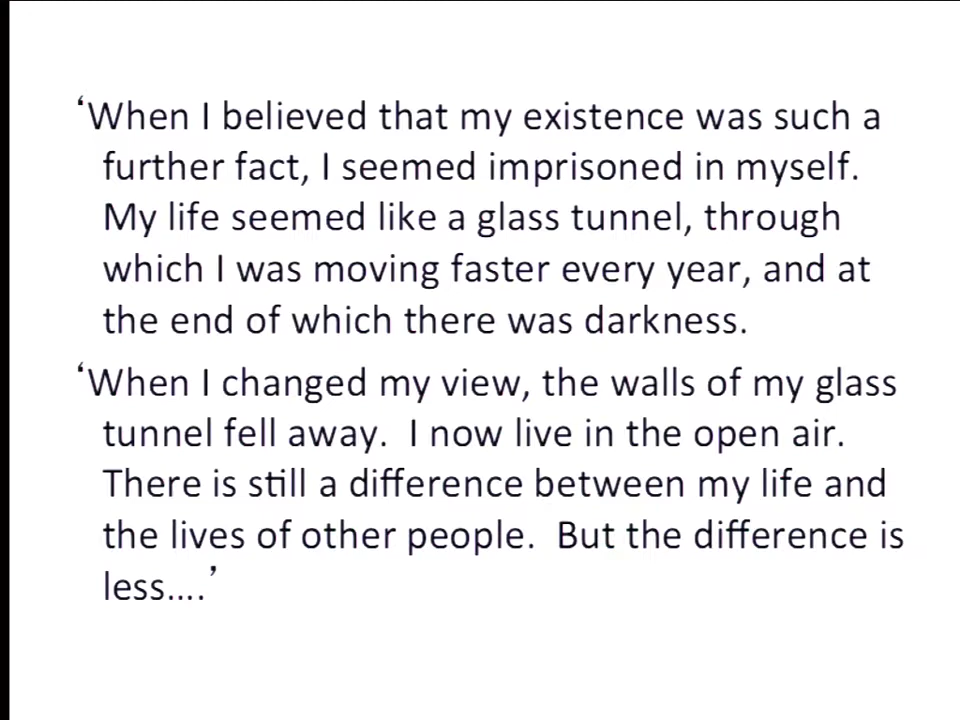 ‘When I believed that my existence was such a
further fact, I seemed imprisoned in myself.
My life seemed like a glass tunnel, through
which I was moving faster every year, and at
the end of which there was darkness.
‘When I changed my view, the walls of my glass
tunnel fell away.  I now live in the open air.
There is still a difference between my life and
the lives of other people.  But the difference is
less....’